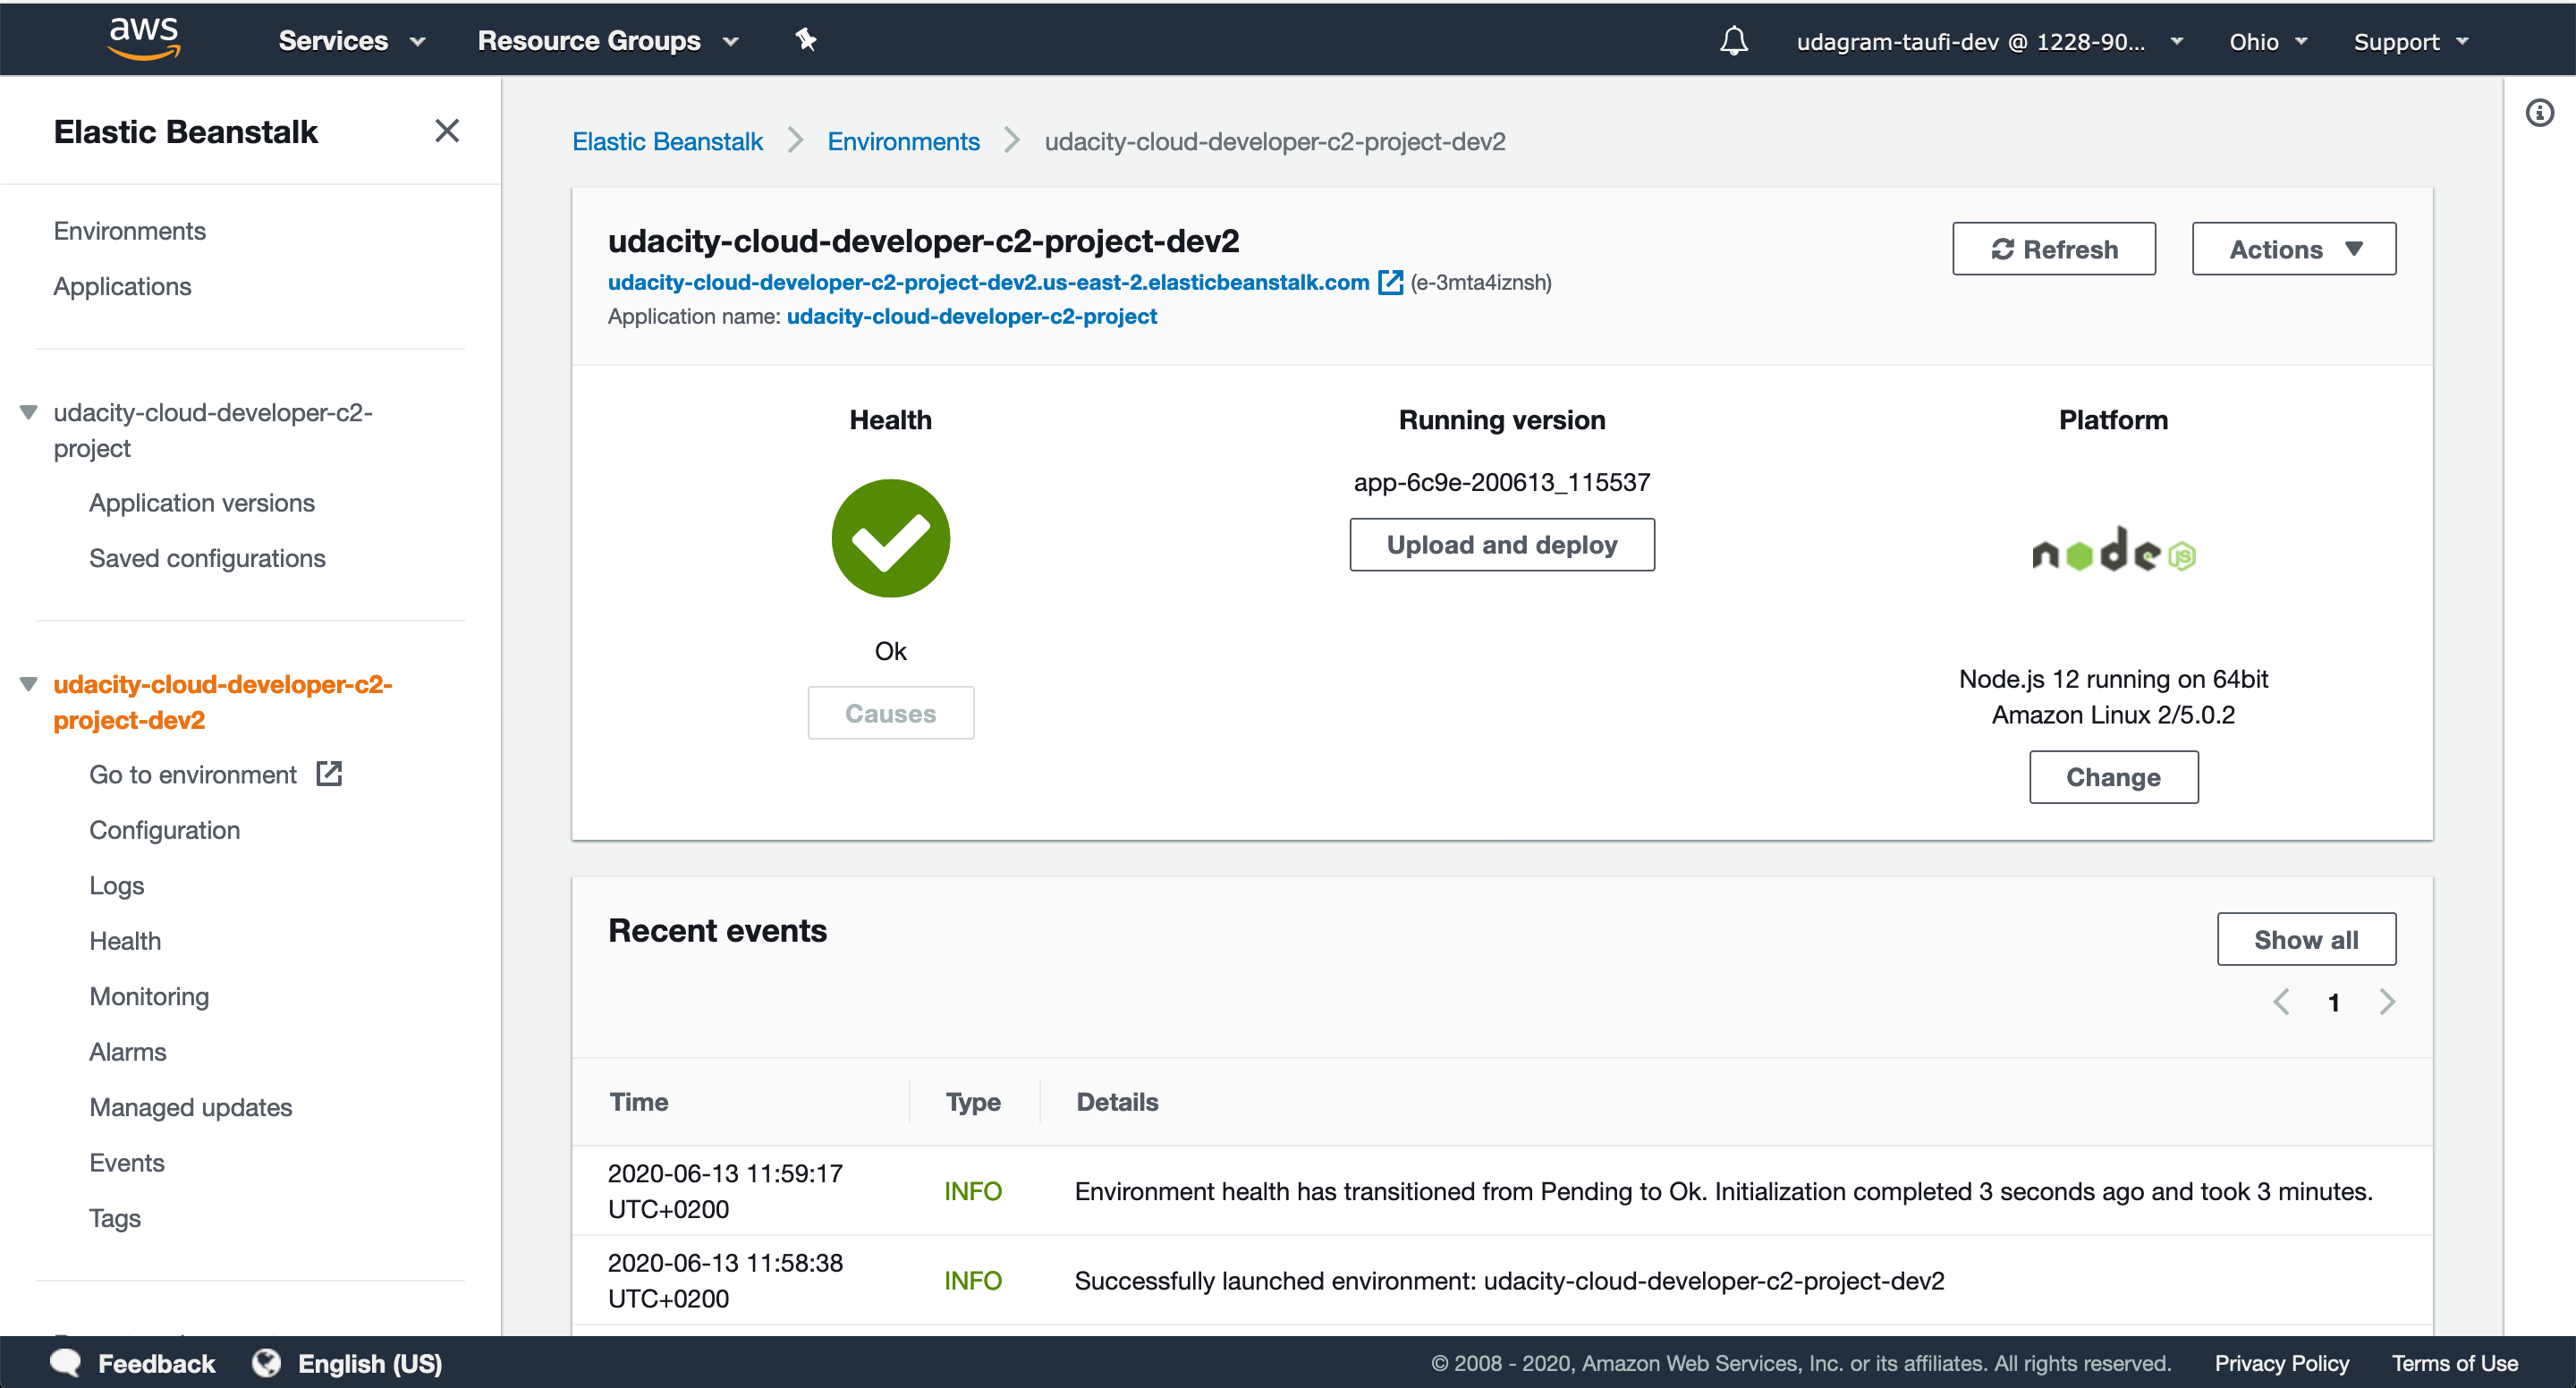 aws Services Resource Groups udagram-taufi-dev @ 1228-90... Ohio Support
Elastic Beanstalk
Environments
Applications
udacity-cloud-developer-c2-
project
Application versions
Saved configurations
udacity-cloud-developer-c2-
project-dev2
Go to environment
Configuration
Logs
Health
Monitoring
Alarms
Managed updates
Events
Tags
Elastic Beanstalk Environments udacity-cloud-developer-c2-project-dev2
udacity-cloud-developer-c2-project-dev2
Refresh Actions
udacity-cloud-developer-c2-project-dev2.us-east-2.elasticbeanstalk.com (e-3mta4iznsh)
Application name: udacity-cloud-developer-c2-project
Health
Ok
Causes
Running version
app-6c9e-200613_115537
Upload and deploy
Platform
node JS
Node.js 12 running on 64bit
Amazon Linux 2/5.0.2
Change
Recent events
Show all
1
Time Type Details
2020-06-13 11:59:17
UTC+0200
INFO
Environment health has transitioned from Pending to Ok. Initialization completed 3 seconds ago and took 3 minutes.
2020-06-13 11:58:38
UTC+0200
INFO
Successfully launched environment: udacity-cloud-developer-c2-project-dev2
Feedback English (US) © 2008 - 2020, Amazon Web Services, Inc. or its affiliates. All rights reserved. Privacy Policy Terms of Use